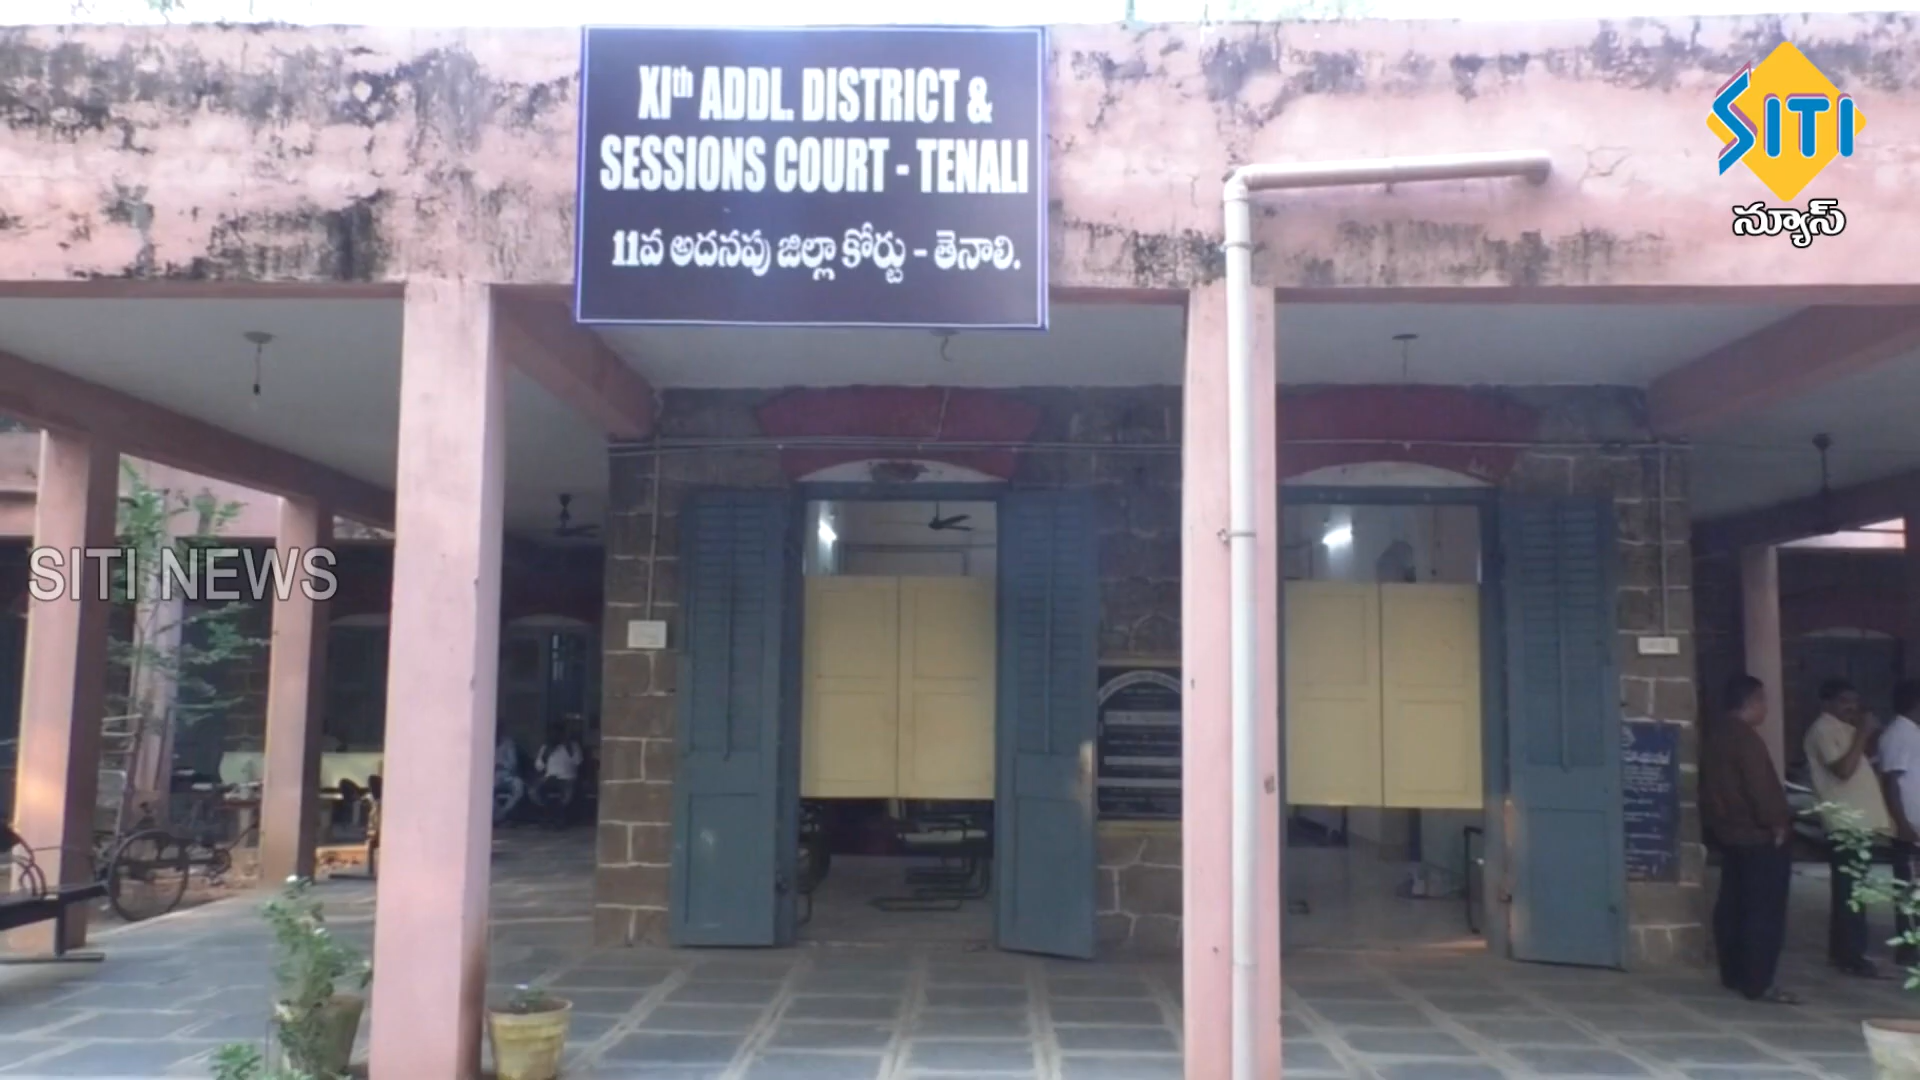 XIth ADDL. DISTRICT &
SESSIONS COURT - TENALI
11వ అదనపు జిల్లా కోర్టు - తెనాలి.
SITI
న్యూస్
SITI NEWS